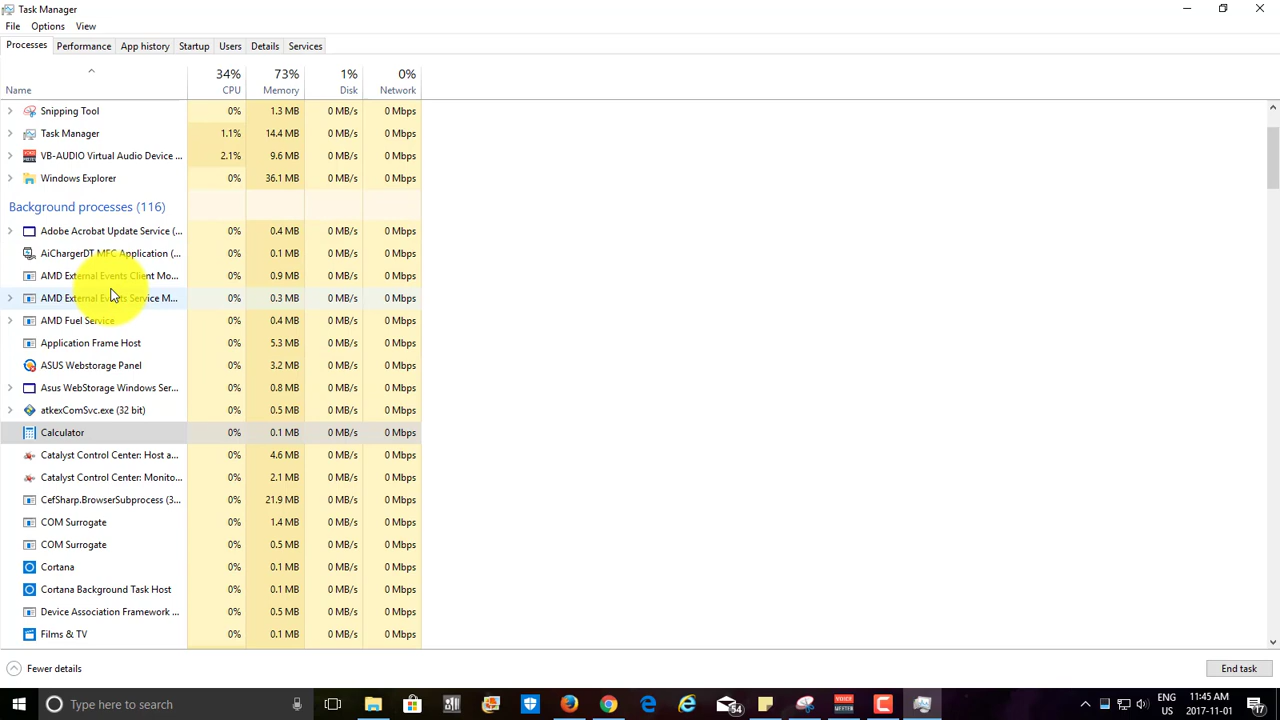 Task Manager
File Options View
Processes Performance App history Startup Users Details Services
34% 73% 1% 0%
Name CPU Memory Disk Network
Snipping Tool 0% 1.3 MB 0 MB/s 0 Mbps
Task Manager 1.1% 14.4 MB 0 MB/s 0 Mbps
VB-AUDIO Virtual Audio Device ... 2.1% 9.6 MB 0 MB/s 0 Mbps
Windows Explorer 0% 36.1 MB 0 MB/s 0 Mbps
Background processes (116)
Adobe Acrobat Update Service (... 0% 0.4 MB 0 MB/s 0 Mbps
AiChargerDT MFC Application (... 0% 0.1 MB 0 MB/s 0 Mbps
AMD External Events Client Mo... 0% 0.9 MB 0 MB/s 0 Mbps
AMD External Events Service M... 0% 0.3 MB 0 MB/s 0 Mbps
AMD Fuel Service 0% 0.4 MB 0 MB/s 0 Mbps
Application Frame Host 0% 5.3 MB 0 MB/s 0 Mbps
ASUS Webstorage Panel 0% 3.2 MB 0 MB/s 0 Mbps
Asus WebStorage Windows Ser... 0% 0.8 MB 0 MB/s 0 Mbps
atkexComSvc.exe (32 bit) 0% 0.5 MB 0 MB/s 0 Mbps
Calculator 0% 0.1 MB 0 MB/s 0 Mbps
Catalyst Control Center: Host a... 0% 4.6 MB 0 MB/s 0 Mbps
Catalyst Control Center: Monito... 0% 2.1 MB 0 MB/s 0 Mbps
CefSharp.BrowserSubprocess (3... 0% 21.9 MB 0 MB/s 0 Mbps
COM Surrogate 0% 1.4 MB 0 MB/s 0 Mbps
COM Surrogate 0% 0.5 MB 0 MB/s 0 Mbps
Cortana 0% 0.1 MB 0 MB/s 0 Mbps
Cortana Background Task Host 0% 0.1 MB 0 MB/s 0 Mbps
Device Association Framework ... 0% 0.5 MB 0 MB/s 0 Mbps
Films & TV 0% 0.1 MB 0 MB/s 0 Mbps
Fewer details End task
Type here to search 54 VOICE ENG 11:45 AM
US 2017-11-01 17